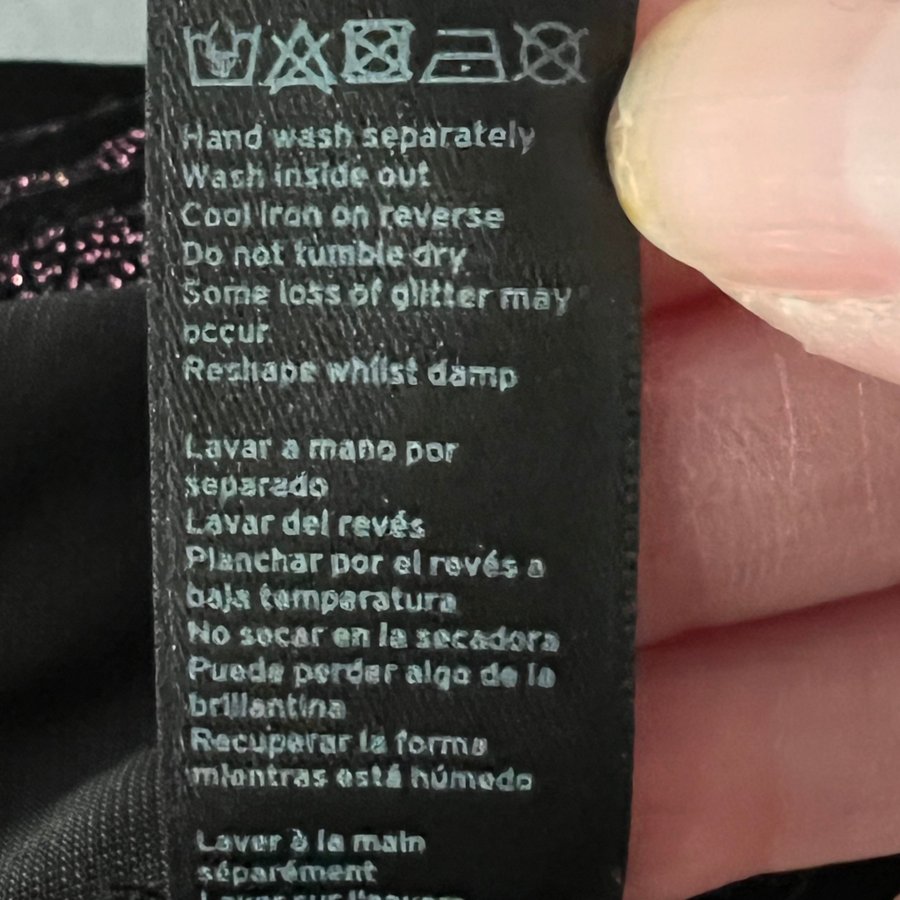 Hand wash separately
Wash inside out
Cool iron on reverse
Do not tumble dry
Some loss of glitter may
occur
Reshape whilst damp
Lavar a mano por
separado
Lavar del revés
Planchar por el revés a
baja temperatura
No secar en la secadora
Puede perder algo de la
brillantina
Recuperar la forma
mientras está húmedo
Laver à la main
séparément
Laver sur l'envers